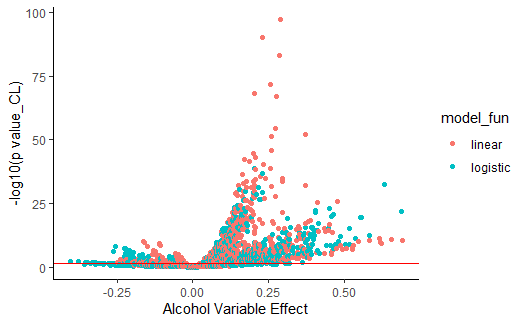 100
75
50
25
0
-0.25
0.00
0.25
0.50
-log10(p value_CL)
Alcohol Variable Effect
model_fun
linear
logistic